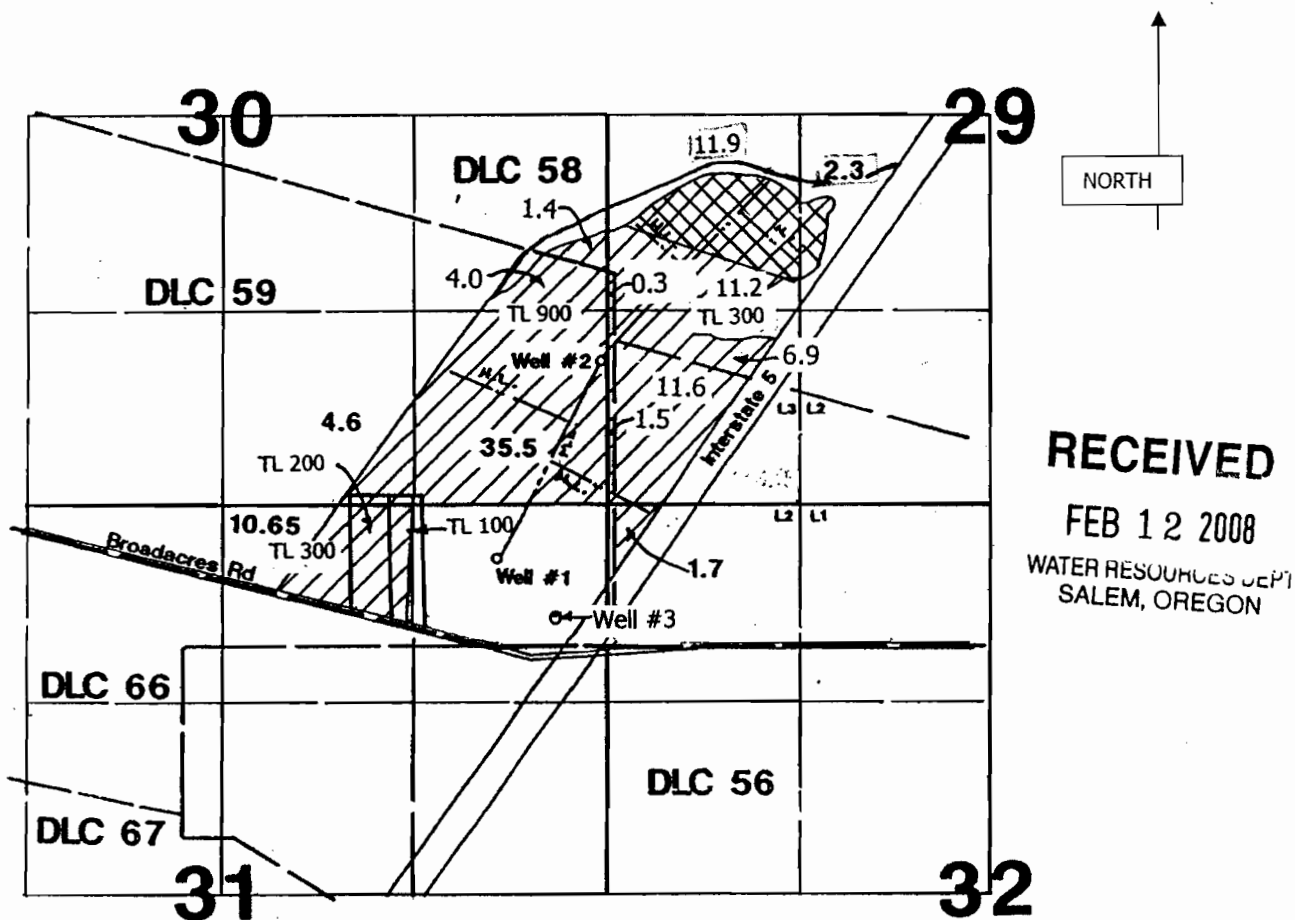 30
29
11.9
DLC 58
2.3
NORTH
1.4
4.0
0.3
DLC 59
11.2
TL 900
TL 300
Well #2
6.9
M.L.
11.6
Interstate 5
L3 L2
4.6
1.5
35.5
RECEIVED
TL 200
FEB 12 2008
10.65
TL 100
L2 L1
TL 300
WATER RESOURCES DEPT
Broadacres Rd
SALEM, OREGON
Well #1
1.7
Well #3
DLC 66
DLC 56
DLC 67
31
32